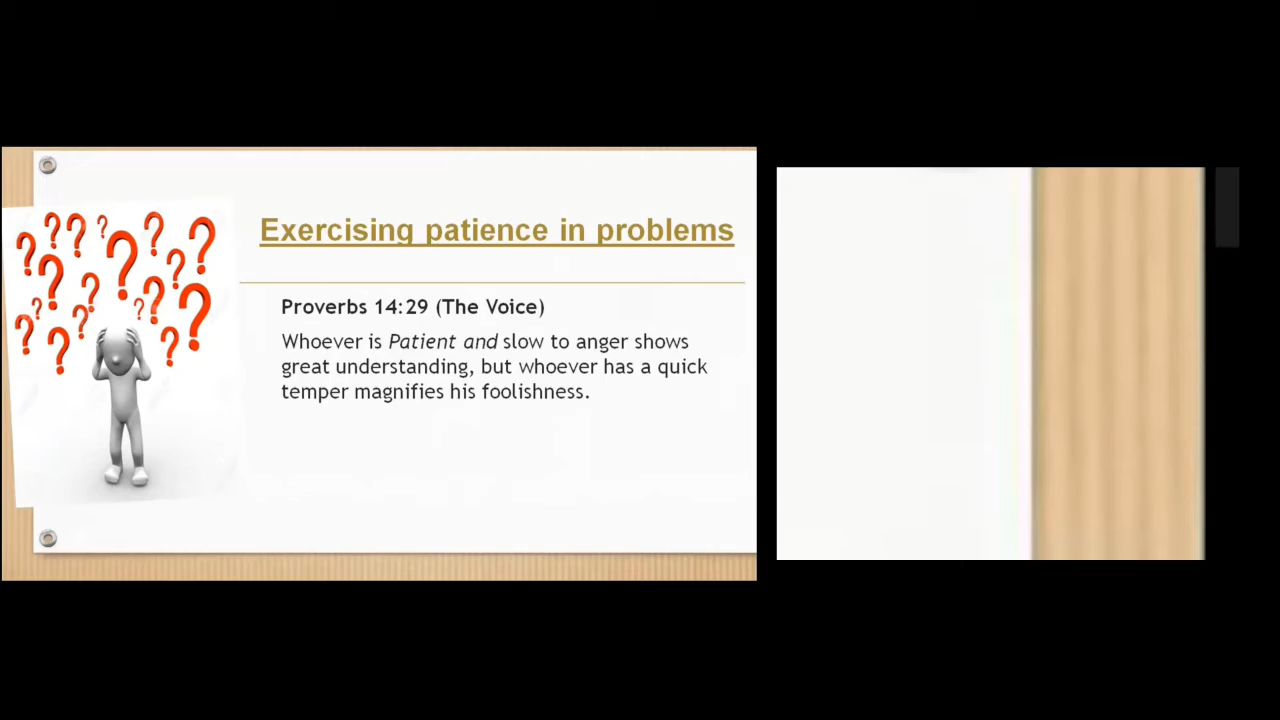 Exercising patience in problems
Proverbs 14:29 (The Voice)
Whoever is Patient and slow to anger shows
great understanding, but whoever has a quick
temper magnifies his foolishness.